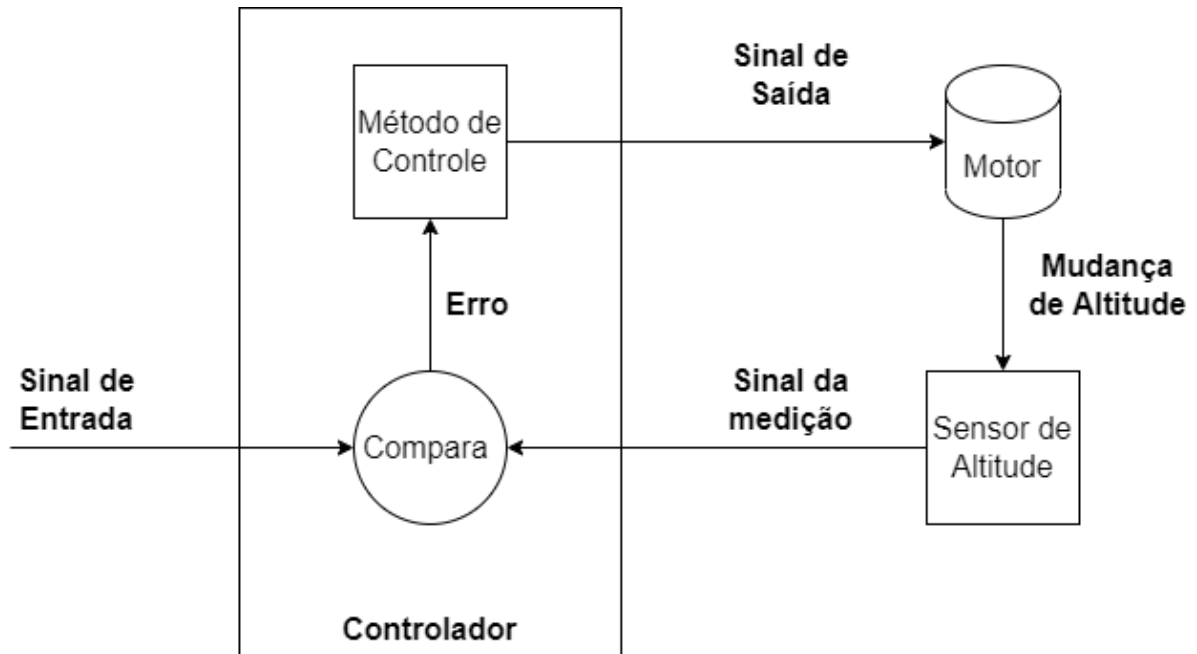 Sinal de
Saída
Método de
Controle
Motor
Mudança
de Altitude
Erro
Sinal de
Entrada
Sinal da
medição
Compara
Sensor de
Altitude
Controlador